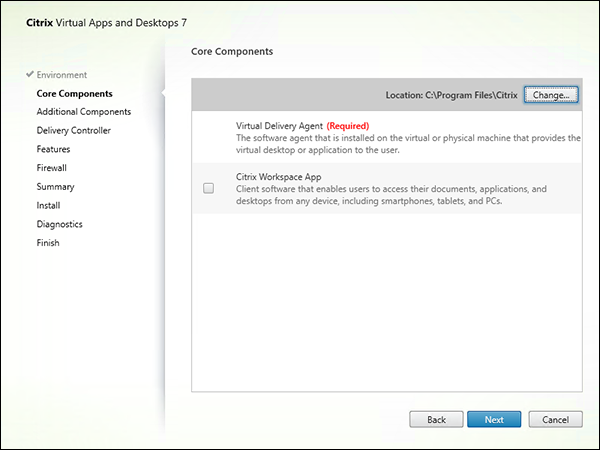 Citrix Virtual Apps and Desktops 7
Core Components
Environment
Core Components
Additional Components
Delivery Controller
Features
Firewall
Summary
Install
Diagnostics
Finish
Location: C:\Program Files\Citrix
Change...
Virtual Delivery Agent (Required)
The software agent that is installed on the virtual or physical machine that provides the
virtual desktop or application to the user.
Citrix Workspace App
Client software that enables users to access their documents, applications, and
desktops from any device, including smartphones, tablets, and PCs.
Back
Next
Cancel